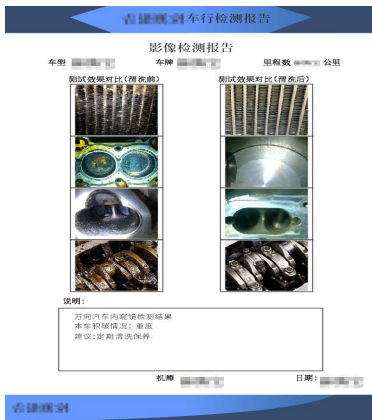 车行检测报告
影像检测报告
车型 车牌 里程数 公里
测试效果对比(清洗前) 测试效果对比(清洗后)
说明:
万向汽车内窥镜检测结果
本车积碳情况: 重度
建议:定期清洗保养
机师 日期: